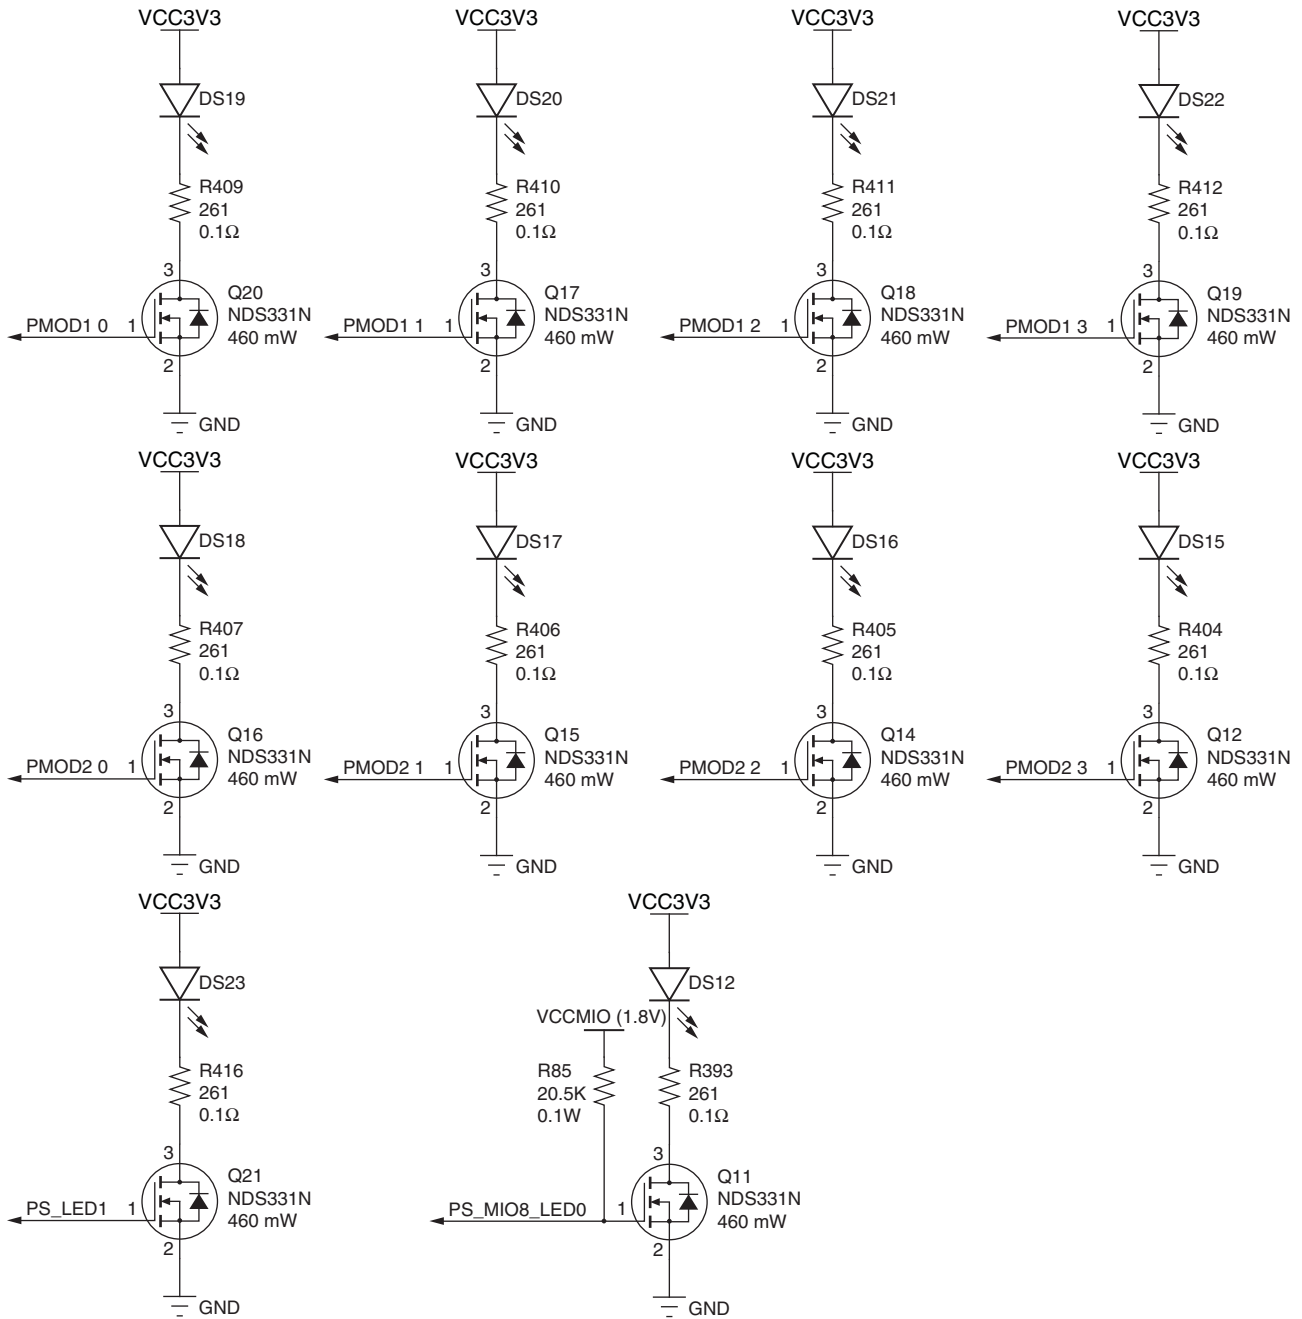 VCC3V3
DS19
R409
261
0.1Ω
3
Q20
NDS331N
460 mW
PMOD1 0
1
2
GND
VCC3V3
DS20
R410
261
0.1Ω
3
Q17
NDS331N
460 mW
PMOD1 1
1
2
GND
VCC3V3
DS21
R411
261
0.1Ω
3
Q18
NDS331N
460 mW
PMOD1 2
1
2
GND
VCC3V3
DS22
R412
261
0.1Ω
3
Q19
NDS331N
460 mW
PMOD1 3
1
2
GND
VCC3V3
DS18
R407
261
0.1Ω
3
Q16
NDS331N
460 mW
PMOD2 0
1
2
GND
VCC3V3
DS17
R406
261
0.1Ω
3
Q15
NDS331N
460 mW
PMOD2 1
1
2
GND
VCC3V3
DS16
R405
261
0.1Ω
3
Q14
NDS331N
460 mW
PMOD2 2
1
2
GND
VCC3V3
DS15
R404
261
0.1Ω
3
Q12
NDS331N
460 mW
PMOD2 3
1
2
GND
VCC3V3
DS23
R416
261
0.1Ω
3
Q21
NDS331N
460 mW
PS_LED1
1
2
GND
VCC3V3
DS12
VCCMIO (1.8V)
R85
20.5K
0.1W
R393
261
0.1Ω
3
Q11
NDS331N
460 mW
PS_MIO8_LED0
1
2
GND